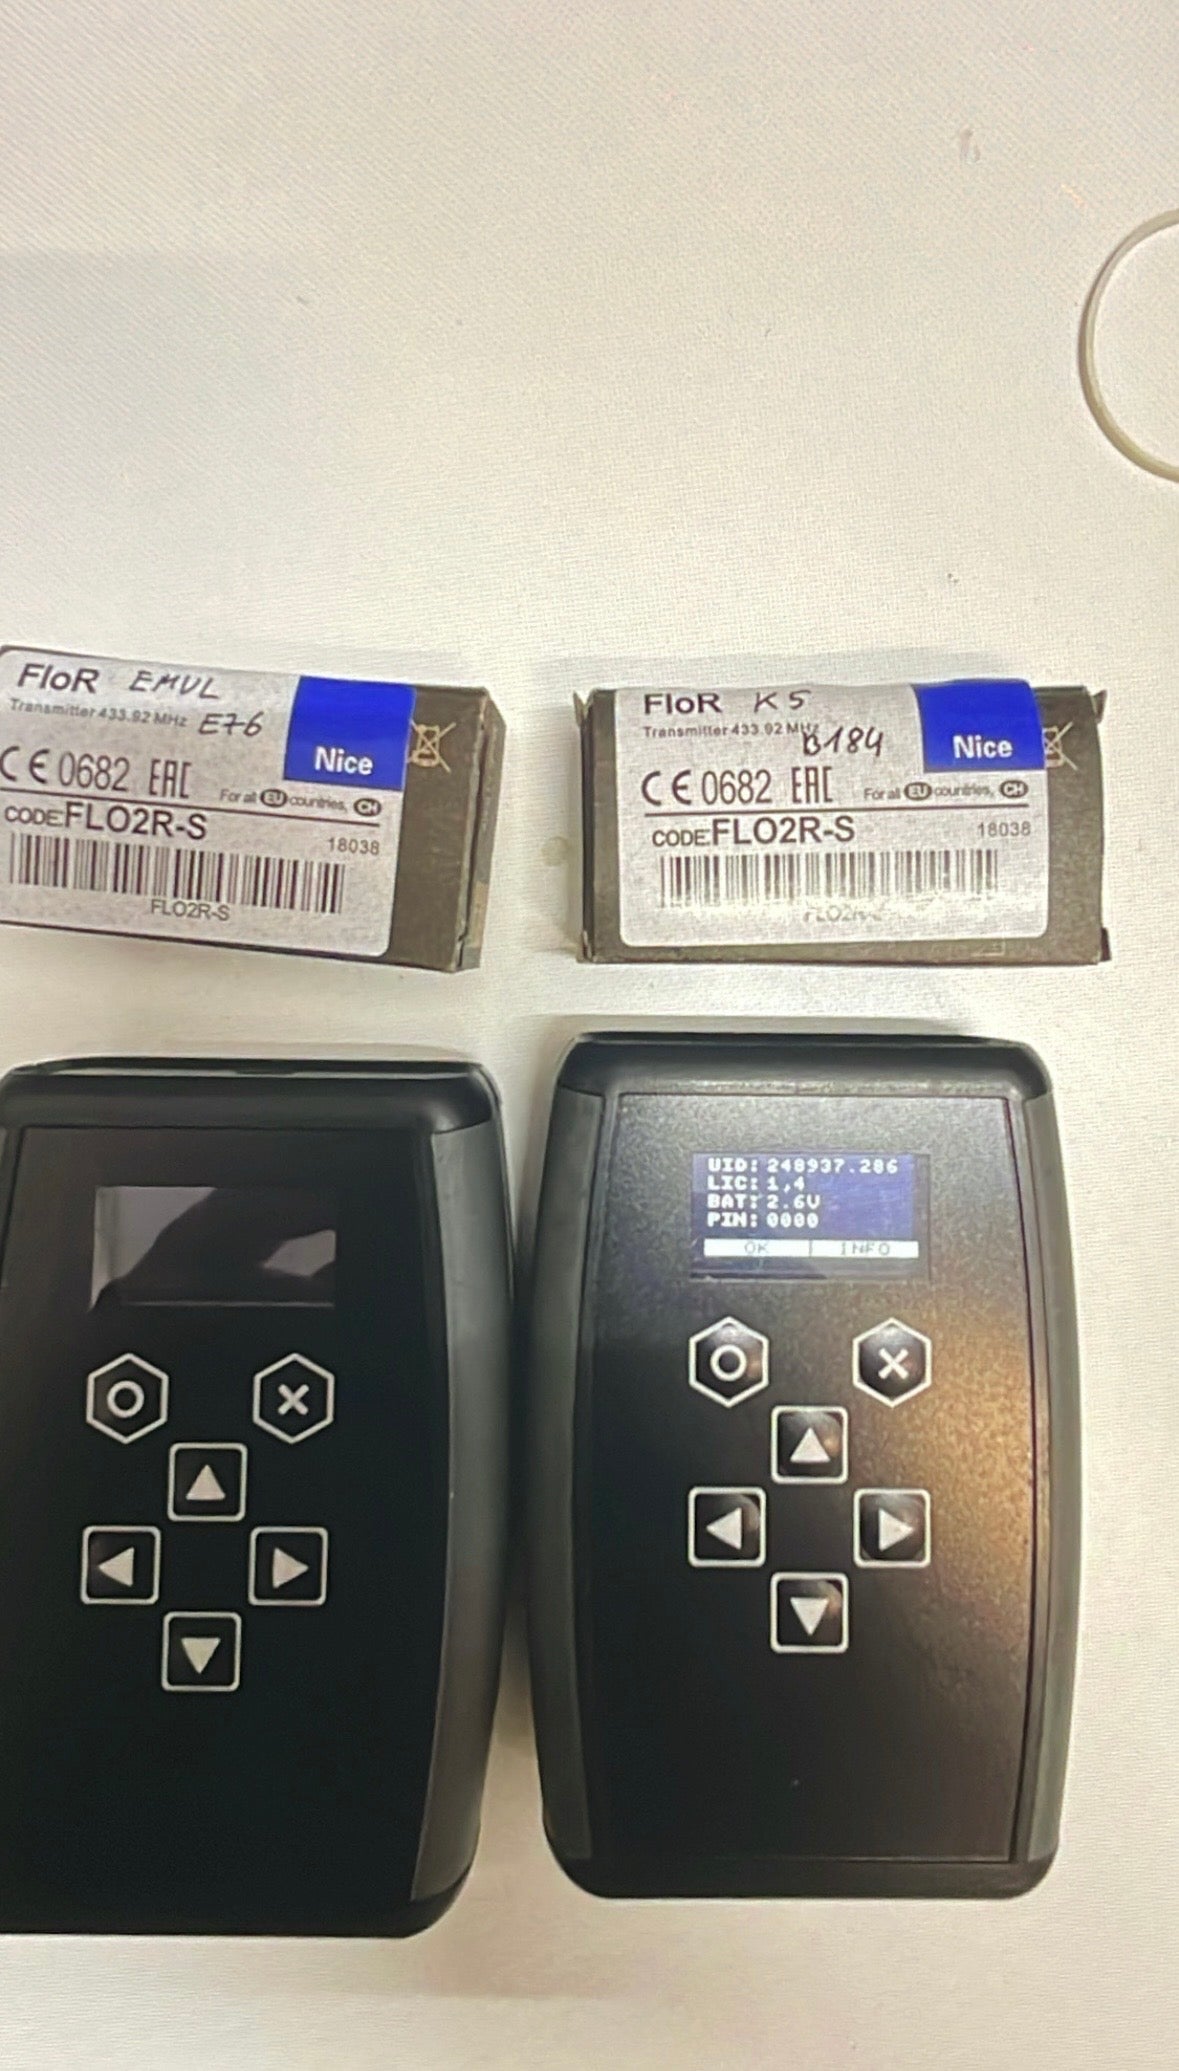 FloR EMUL
Transmitter 433.92 MHz E76
Nice
CE 0682 EAC
For all EU countries, CH
CODE:FLO2R-S
18038
FLO2R-S
FloR K5
Transmitter 433.92 MHz B184
Nice
CE 0682 EAC
For all EU countries, CH
CODE:FLO2R-S
18038
UID: 248937.286
LIC: 1,4
BAT: 2.6V
PIN: 0000
OK INFO